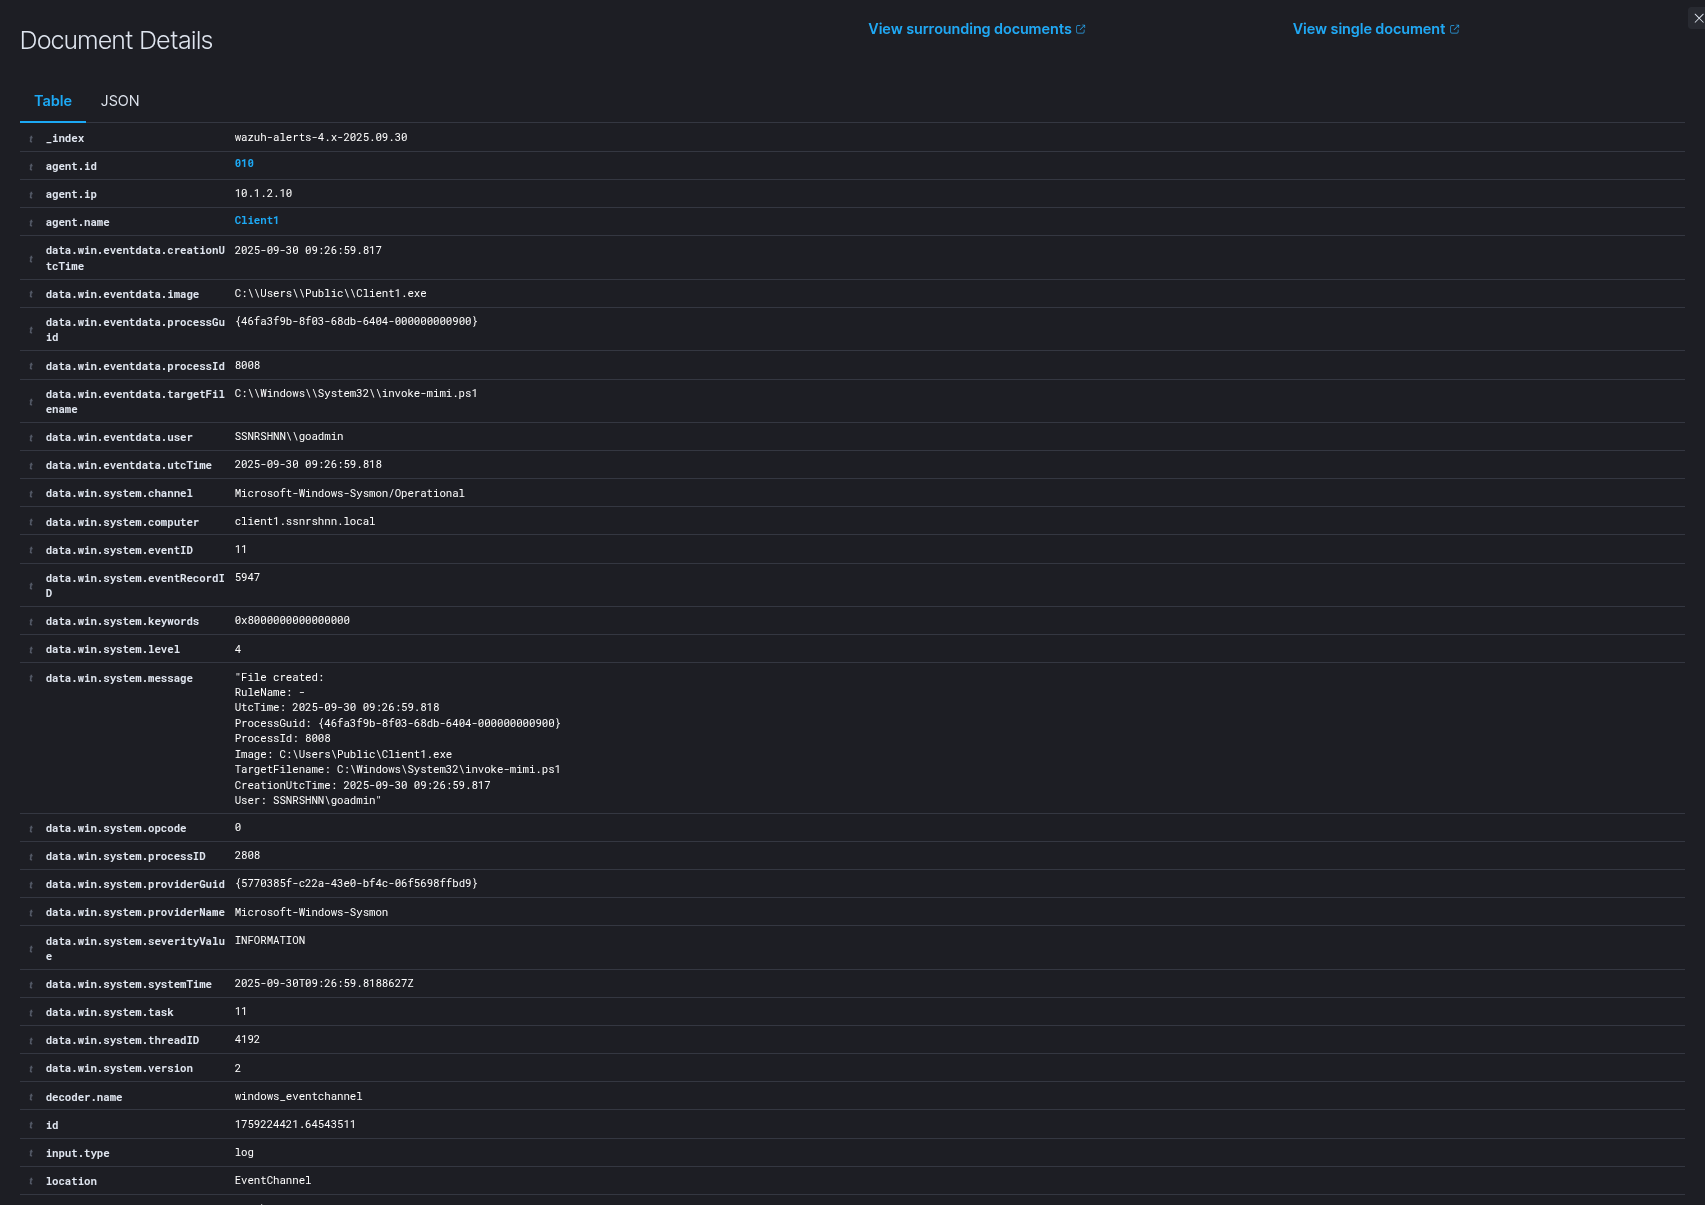 View surrounding documents
View single document
Document Details
Table
JSON
t _index wazuh-alerts-4.x-2025.09.30
t agent.id 010
t agent.ip 10.1.2.10
t agent.name Client1
t data.win.eventdata.creationU
tcTime 2025-09-30 09:26:59.817
t data.win.eventdata.image C:\\Users\\Public\\Client1.exe
t data.win.eventdata.processGu
id {46fa3f9b-8f03-68db-6404-000000000900}
t data.win.eventdata.processId 8008
t data.win.eventdata.targetFil
ename C:\\Windows\\System32\\invoke-mimi.ps1
t data.win.eventdata.user SSNRSHNN\\goadmin
t data.win.eventdata.utcTime 2025-09-30 09:26:59.818
t data.win.system.channel Microsoft-Windows-Sysmon/Operational
t data.win.system.computer client1.ssnrshnn.local
t data.win.system.eventID 11
t data.win.system.eventRecordI
D 5947
t data.win.system.keywords 0x8000000000000000
t data.win.system.level 4
t data.win.system.message "File created:
RuleName: -
UtcTime: 2025-09-30 09:26:59.818
ProcessGuid: {46fa3f9b-8f03-68db-6404-000000000900}
ProcessId: 8008
Image: C:\Users\Public\Client1.exe
TargetFilename: C:\Windows\System32\invoke-mimi.ps1
CreationUtcTime: 2025-09-30 09:26:59.817
User: SSNRSHNN\goadmin"
t data.win.system.opcode 0
t data.win.system.processID 2808
t data.win.system.providerGuid {5770385f-c22a-43e0-bf4c-06f5698ffbd9}
t data.win.system.providerName Microsoft-Windows-Sysmon
t data.win.system.severityValu
e INFORMATION
t data.win.system.systemTime 2025-09-30T09:26:59.8188627Z
t data.win.system.task 11
t data.win.system.threadID 4192
t data.win.system.version 2
t decoder.name windows_eventchannel
t id 1759224421.64543511
t input.type log
t location EventChannel